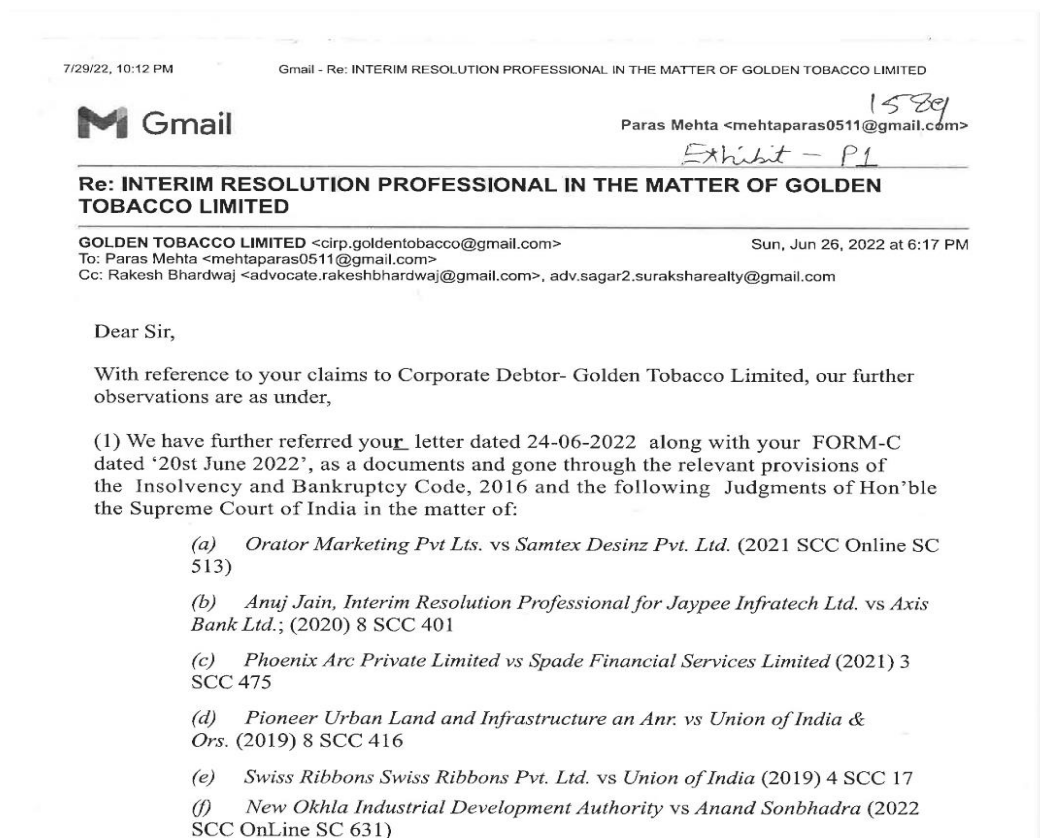 7/29/22, 10:12 PM Gmail - Re: INTERIM RESOLUTION PROFESSIONAL IN THE MATTER OF GOLDEN TOBACCO LIMITED
1589
Gmail
Paras Mehta <mehtaparas0511@gmail.com>
Exhibit - P1
Re: INTERIM RESOLUTION PROFESSIONAL IN THE MATTER OF GOLDEN
TOBACCO LIMITED
GOLDEN TOBACCO LIMITED <cirp.goldentobacco@gmail.com> Sun, Jun 26, 2022 at 6:17 PM
To: Paras Mehta <mehtaparas0511@gmail.com>
Cc: Rakesh Bhardwaj <advocate.rakeshbhardwaj@gmail.com>, adv.sagar2.suraksharealty@gmail.com
Dear Sir,
With reference to your claims to Corporate Debtor- Golden Tobacco Limited, our further
observations are as under,
(1) We have further referred your letter dated 24-06-2022 along with your FORM-C
dated ‘20st June 2022’, as a documents and gone through the relevant provisions of
the Insolvency and Bankruptcy Code, 2016 and the following Judgments of Hon’ble
the Supreme Court of India in the matter of:
(a) Orator Marketing Pvt Lts. vs Samtex Desinz Pvt. Ltd. (2021 SCC Online SC
513)
(b) Anuj Jain, Interim Resolution Professional for Jaypee Infratech Ltd. vs Axis
Bank Ltd.; (2020) 8 SCC 401
(c) Phoenix Arc Private Limited vs Spade Financial Services Limited (2021) 3
SCC 475
(d) Pioneer Urban Land and Infrastructure an Anr. vs Union of India &
Ors. (2019) 8 SCC 416
(e) Swiss Ribbons Swiss Ribbons Pvt. Ltd. vs Union of India (2019) 4 SCC 17
(f) New Okhla Industrial Development Authority vs Anand Sonbhadra (2022
SCC OnLine SC 631)